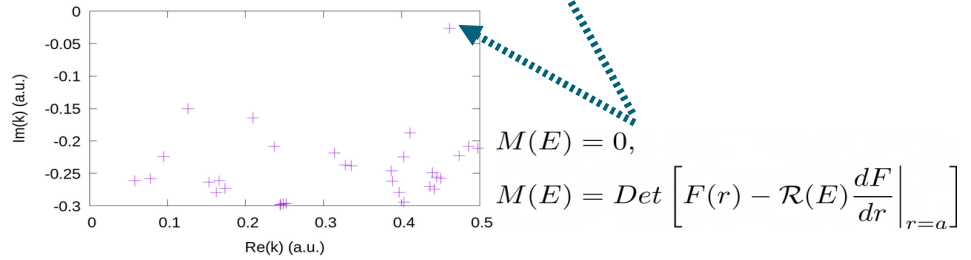 0
-0.05
-0.1
-0.15
-0.2
-0.25
-0.3
Im(k) (a.u.)
0 0.1 0.2 0.3 0.4 0.5
Re(k) (a.u.)
M(E) = 0,
M(E) = Det [F(r) − ℛ(E) dF/dr |_{r=a}]